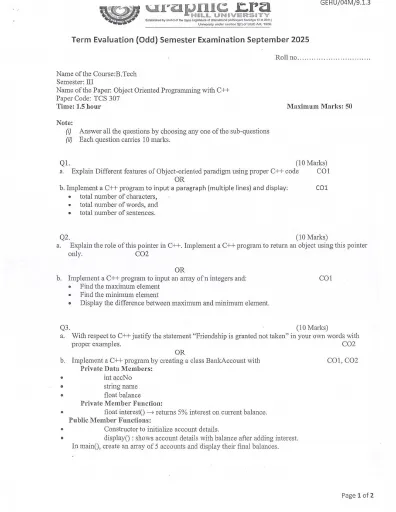 GEHU/04M/9.1.3
Graphic Era
HILL UNIVERSITY
Term Evaluation (Odd) Semester Examination September 2025
Roll no..............................
Name of the Course:B.Tech
Semester: III
Name of the Paper: Object Oriented Programming with C++
Paper Code: TCS 307
Time: 1.5 hour Maximum Marks: 50
Note:
(i) Answer all the questions by choosing any one of the sub-questions
(ii) Each question carries 10 marks.
Q1. (10 Marks)
a. Explain Different features of Object-oriented paradigm using proper C++ code CO1
OR
b. Implement a C++ program to input a paragraph (multiple lines) and display: CO1
• total number of characters,
• total number of words, and
• total number of sentences.
Q2. (10 Marks)
a. Explain the role of this pointer in C++. Implement a C++ program to return an object using this pointer
only. CO2
OR
b. Implement a C++ program to input an array of n integers and: CO1
• Find the maximum element
• Find the minimum element
• Display the difference between maximum and minimum element.
Q3. (10 Marks)
a. With respect to C++ justify the statement "Friendship is granted not taken" in your own words with
proper examples. CO2
OR
b. Implement a C++ program by creating a class BankAccount with CO1, CO2
Private Data Members:
• int accNo
• string name
• float balance
Private Member Function:
• float interest() → returns 5% interest on current balance.
Public Member Functions:
• Constructor to initialize account details.
• display() : shows account details with balance after adding interest.
In main(), create an array of 5 accounts and display their final balances.
Page 1 of 2